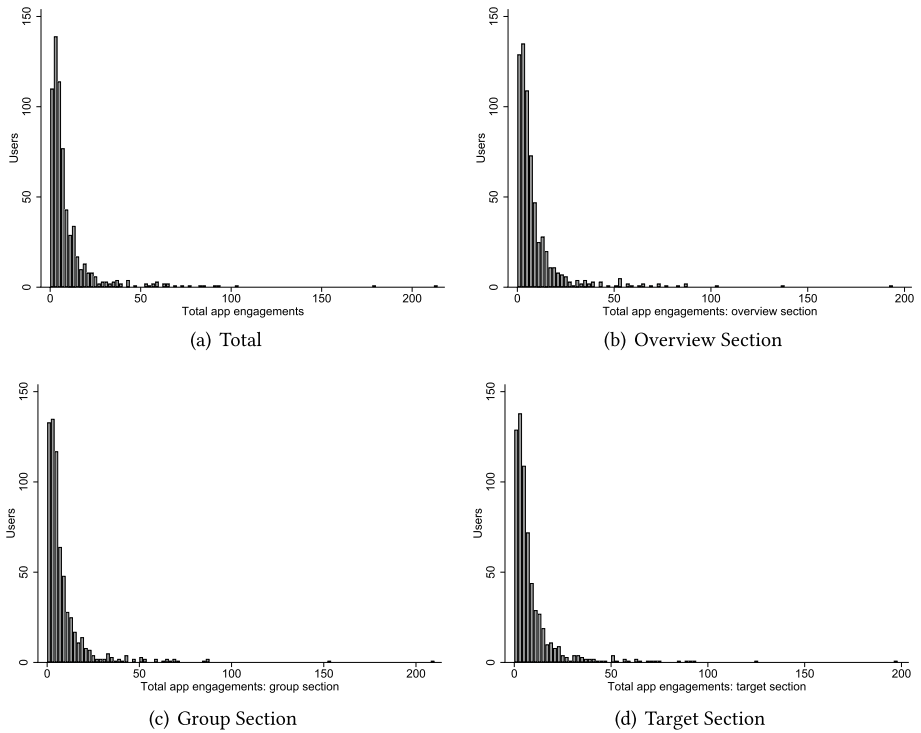 150
100
50
0
Users
0 50 100 150 200
Total app engagements
(a) Total
150
100
50
0
Users
0 50 100 150 200
Total app engagements: overview section
(b) Overview Section
150
100
50
0
Users
0 50 100 150 200
Total app engagements: group section
(c) Group Section
150
100
50
0
Users
0 50 100 150 200
Total app engagements: target section
(d) Target Section